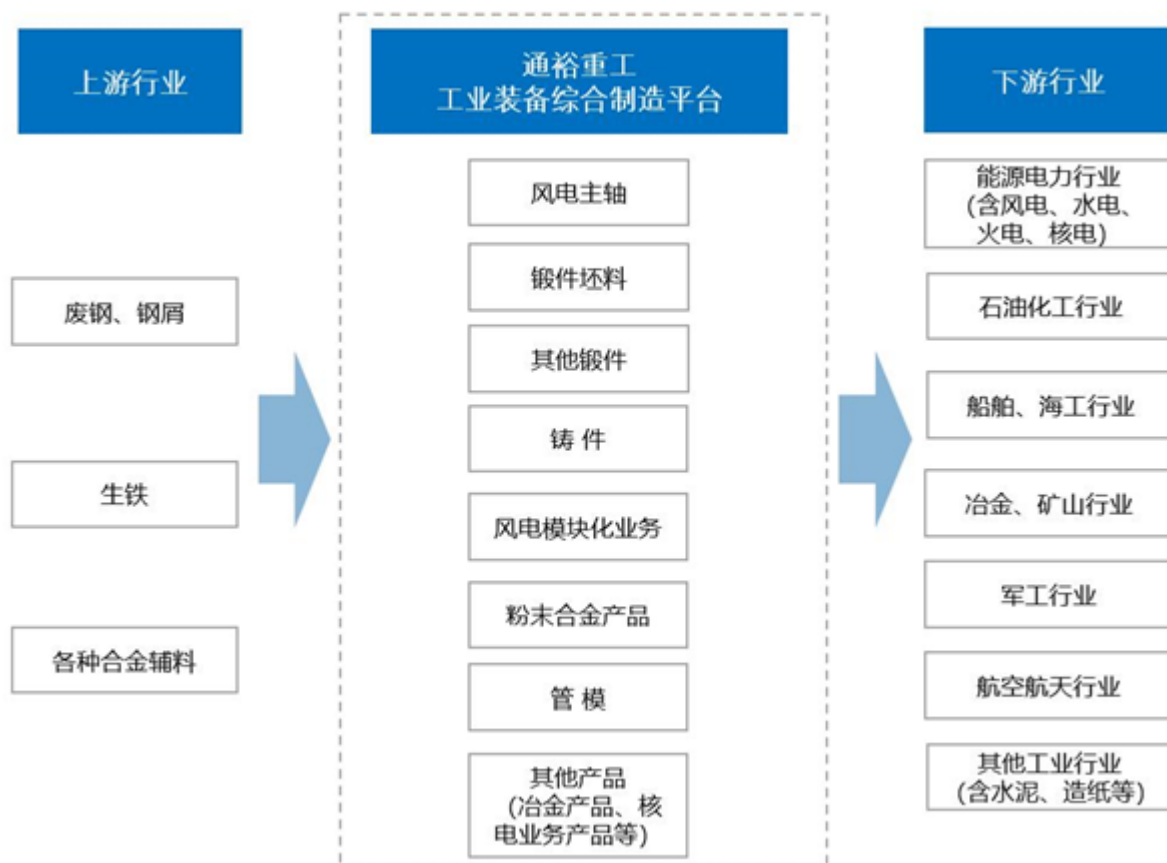 上游行业
废钢、钢屑
生铁
各种合金辅料
通裕重工
工业装备综合制造平台
风电主轴
锻件坯料
其他锻件
铸 件
风电模块化业务
粉末合金产品
管 模
其他产品
(冶金产品、核
电业务产品等)
下游行业
能源电力行业
(含风电、水电、
火电、核电)
石油化工行业
船舶、海工行业
冶金、矿山行业
军工行业
航空航天行业
其他工业行业
(含水泥、造纸等)